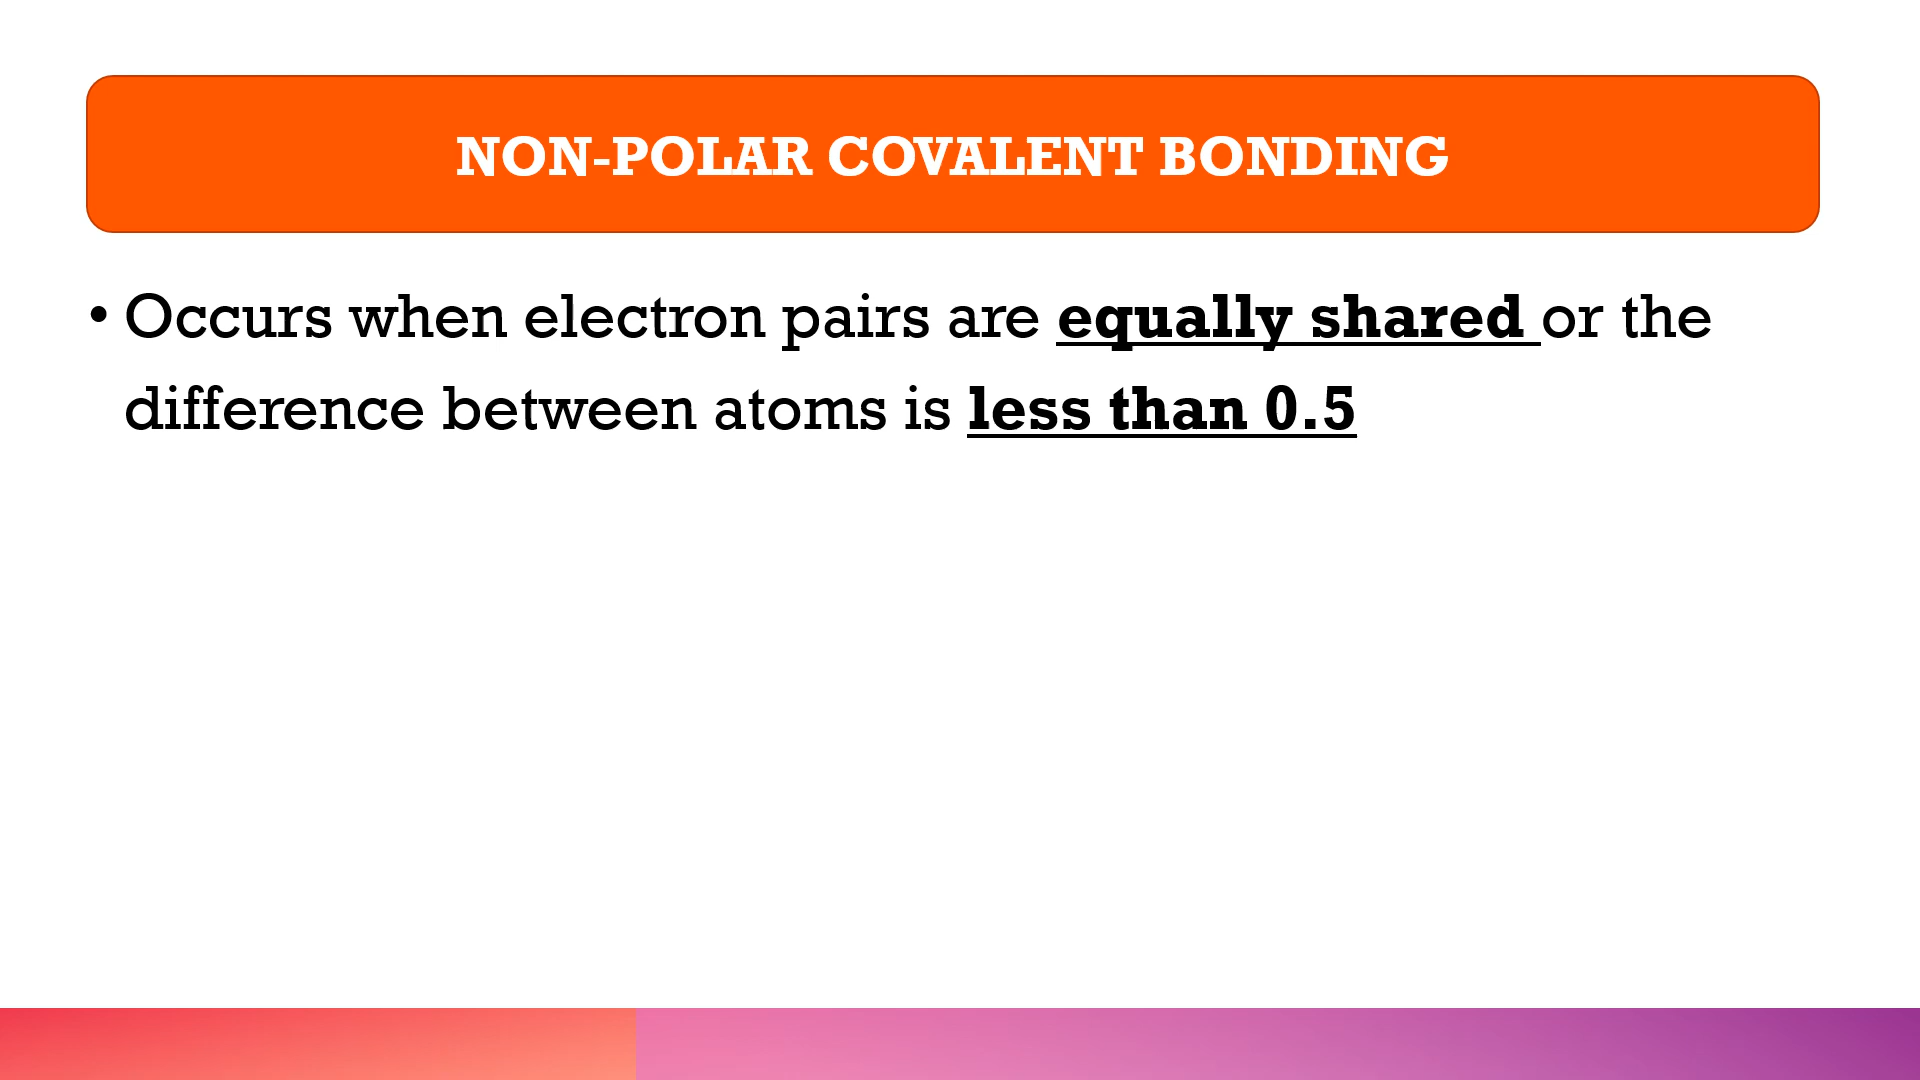 NON-POLAR COVALENT BONDING
• Occurs when electron pairs are equally shared or the
difference between atoms is less than 0.5